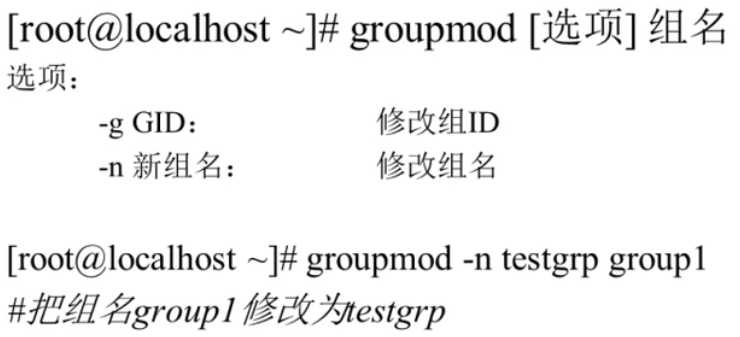 [root@localhost ~]# groupmod [选项] 组名
选项：
-g GID： 修改组ID
-n 新组名： 修改组名
[root@localhost ~]# groupmod -n testgrp group1
#把组名group1修改为testgrp